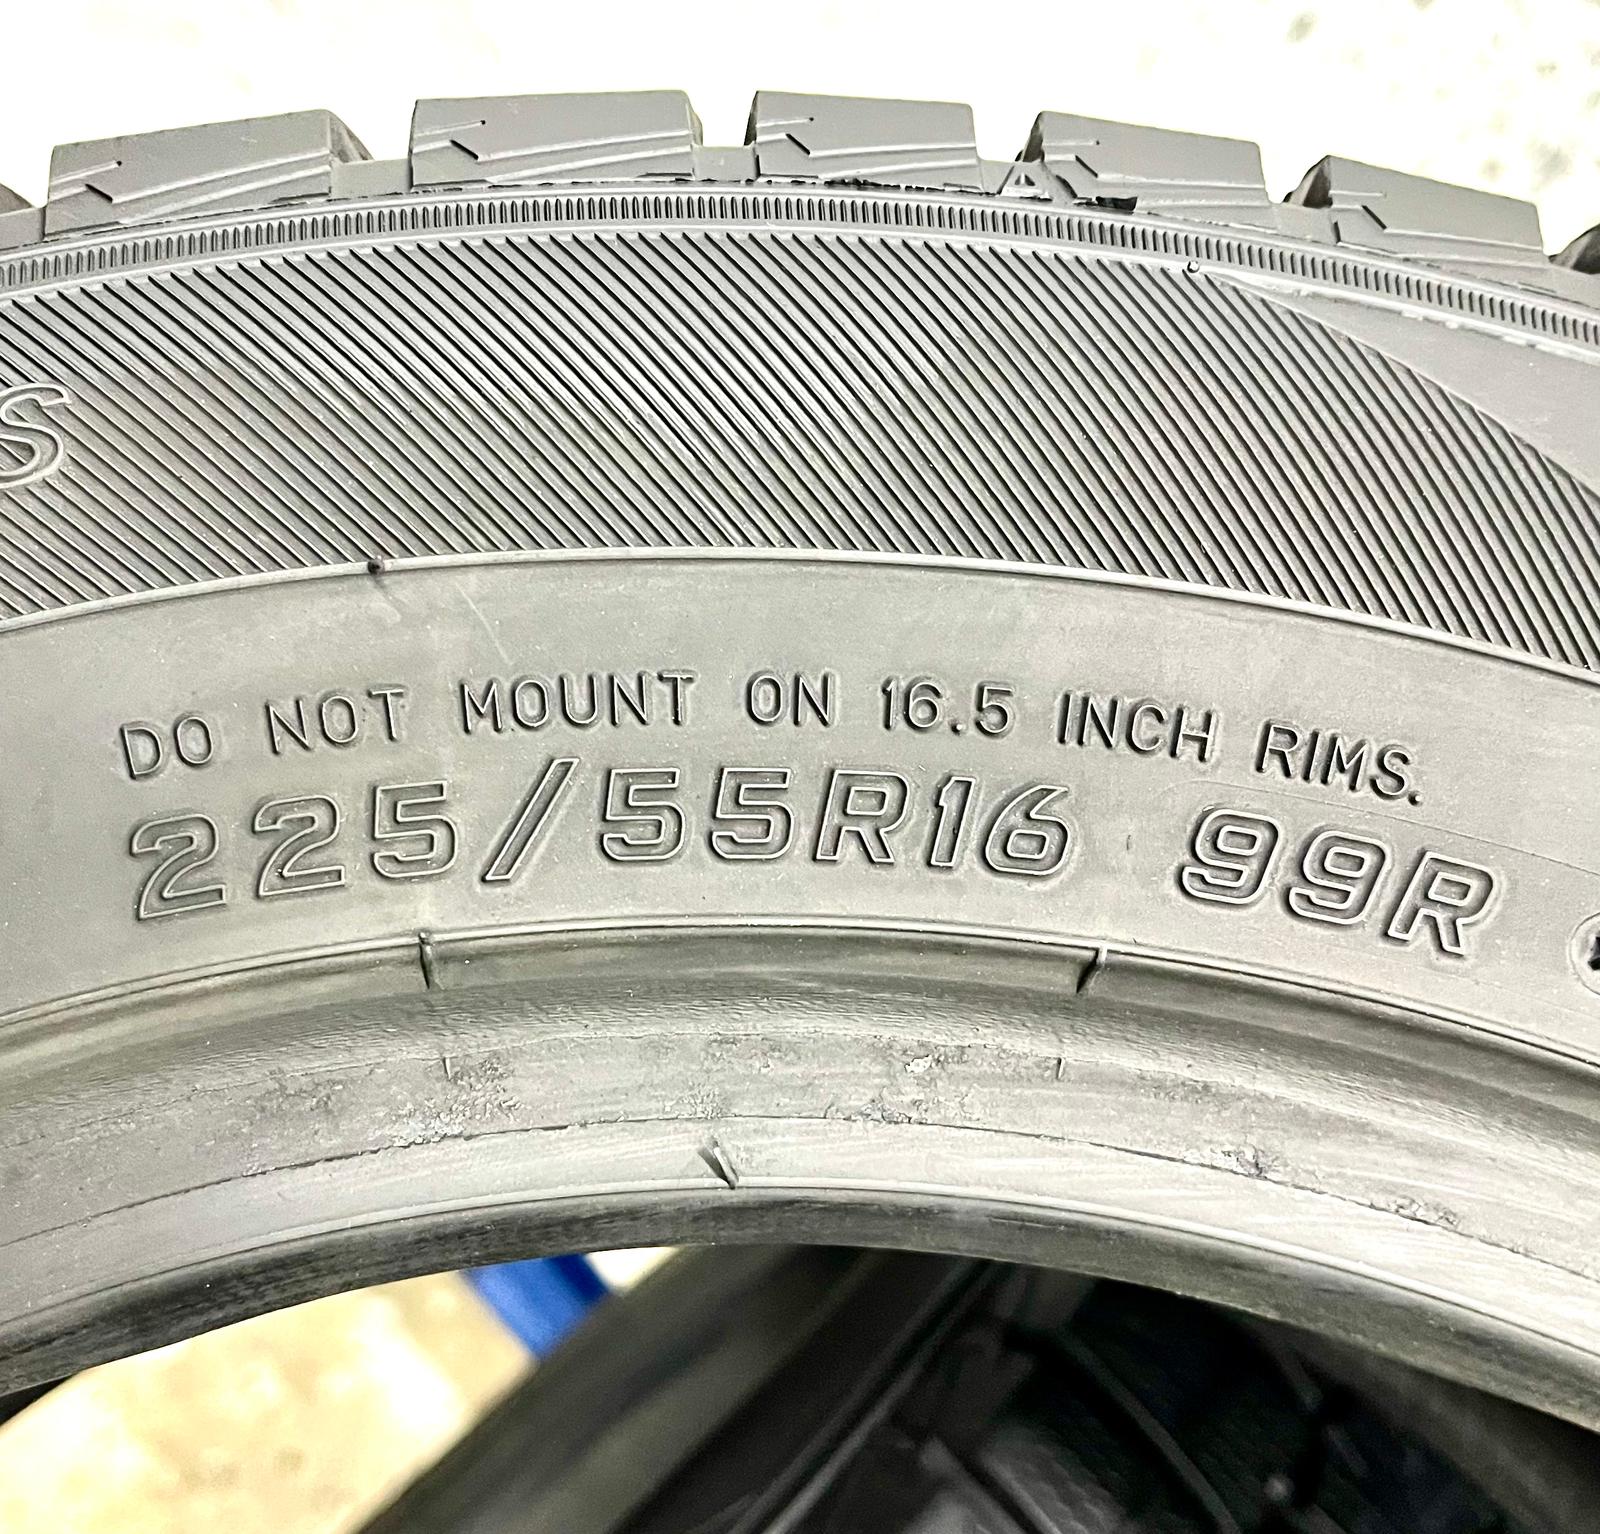 S
DO NOT MOUNT ON 16.5 INCH RIMS.
225/55R16 99R